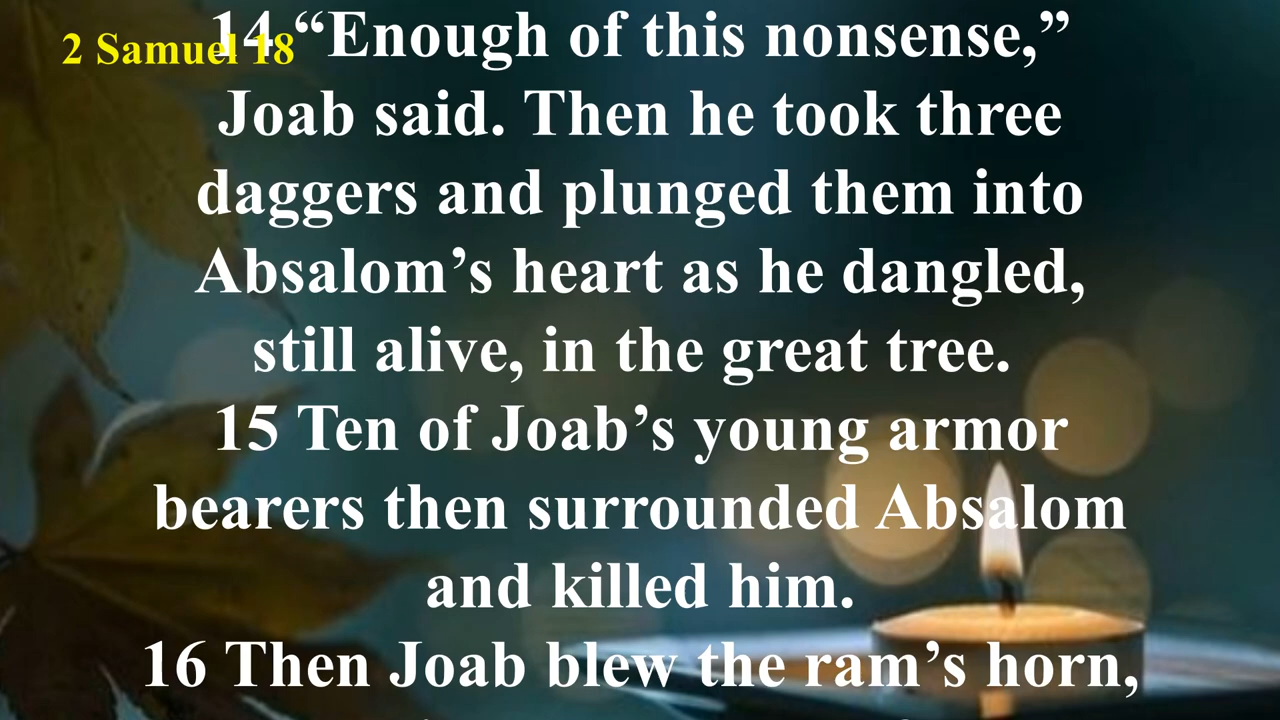 2 Samuel 18
14 “Enough of this nonsense,”
Joab said. Then he took three
daggers and plunged them into
Absalom’s heart as he dangled,
still alive, in the great tree.
15 Ten of Joab’s young armor
bearers then surrounded Absalom
and killed him.
16 Then Joab blew the ram’s horn,